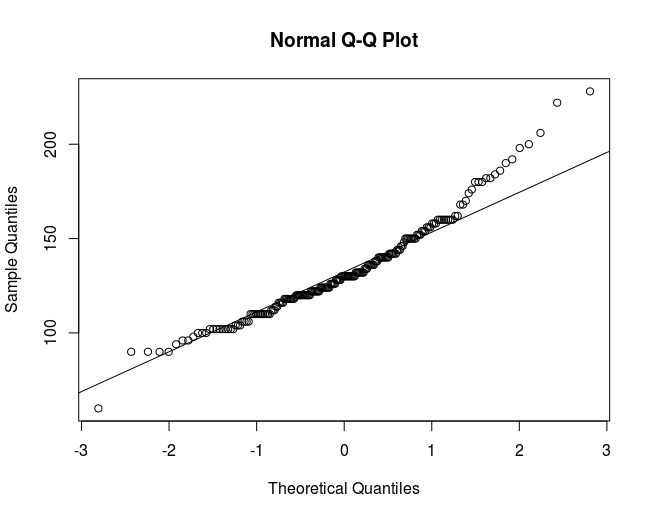 Normal Q-Q Plot
200
150
100
Sample Quantiles
-3 -2 -1 0 1 2 3
Theoretical Quantiles